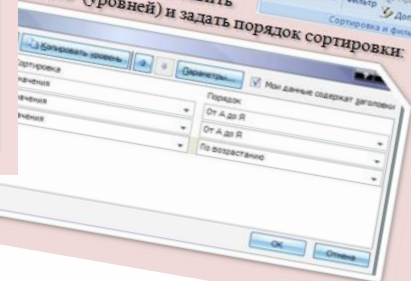 фильтр
Сортировка и
(уровней) и задать порядок сортировки:
Копировать уровень Параметры... Мои данные содержат заголовки
Сортировка Порядок
значения От А до Я
значения От А до Я
значения По возрастанию
ОК Отмена